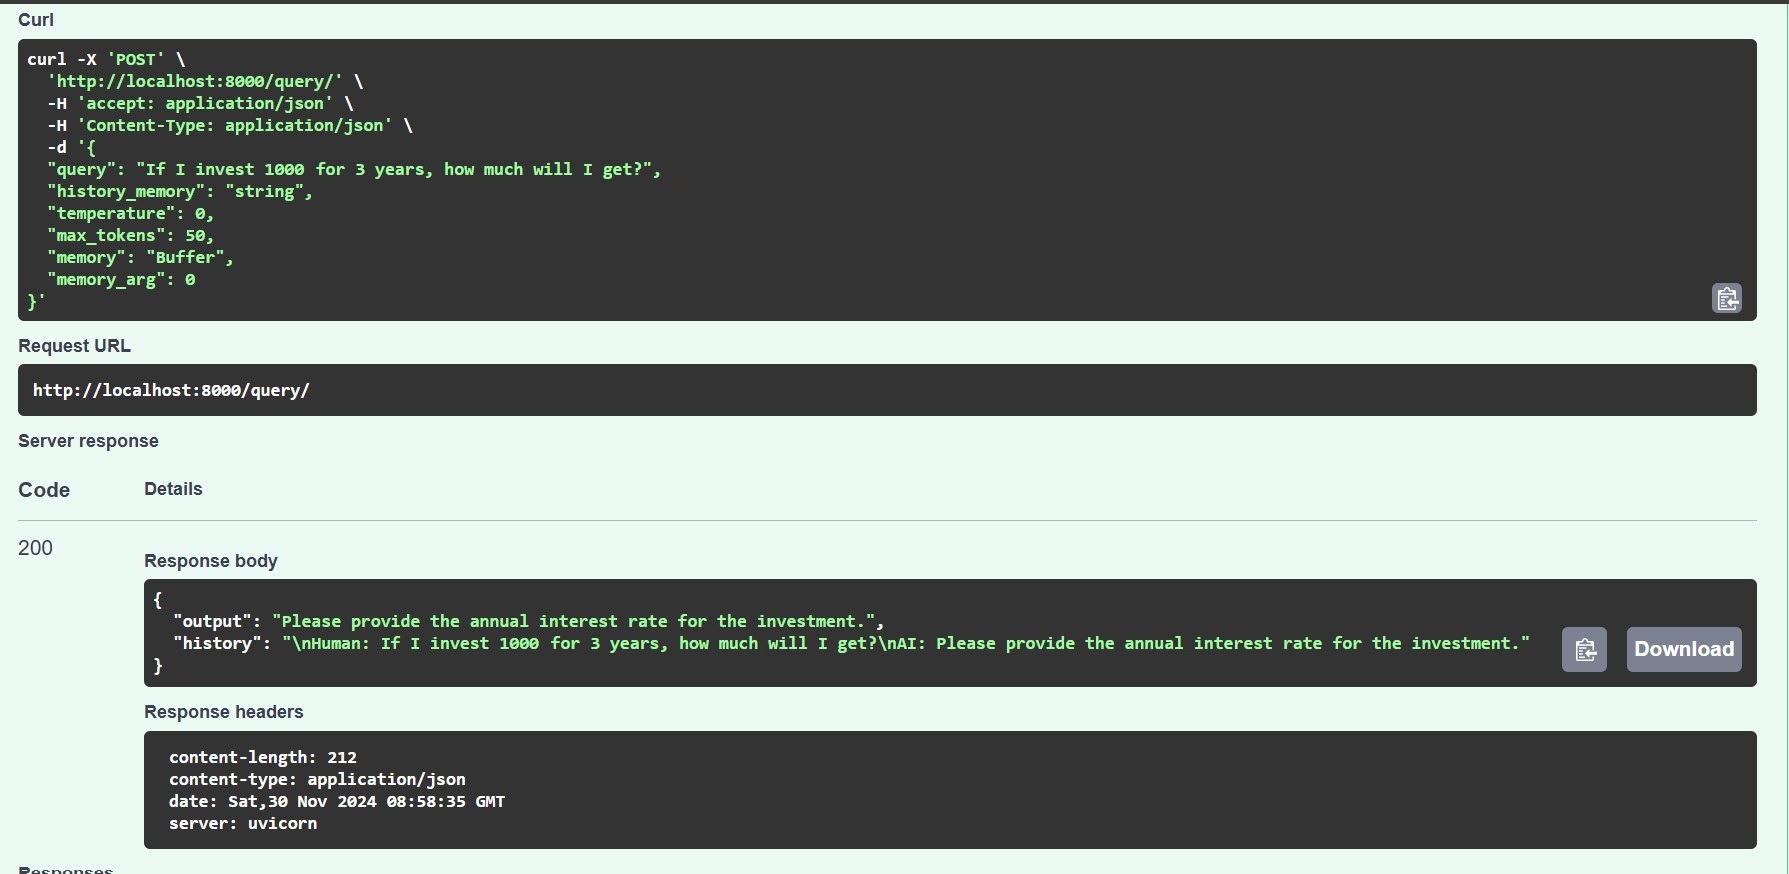 Curl
curl -X 'POST' \
'http://localhost:8000/query/' \
-H 'accept: application/json' \
-H 'Content-Type: application/json' \
-d '{
"query": "If I invest 1000 for 3 years, how much will I get?",
"history_memory": "string",
"temperature": 0,
"max_tokens": 50,
"memory": "Buffer",
"memory_arg": 0
}'
Request URL
http://localhost:8000/query/
Server response
Code Details
200
Response body
{
"output": "Please provide the annual interest rate for the investment.",
"history": "\nHuman: If I invest 1000 for 3 years, how much will I get?\nAI: Please provide the annual interest rate for the investment."
}
Download
Response headers
content-length: 212
content-type: application/json
date: Sat,30 Nov 2024 08:58:35 GMT
server: uvicorn
Responses